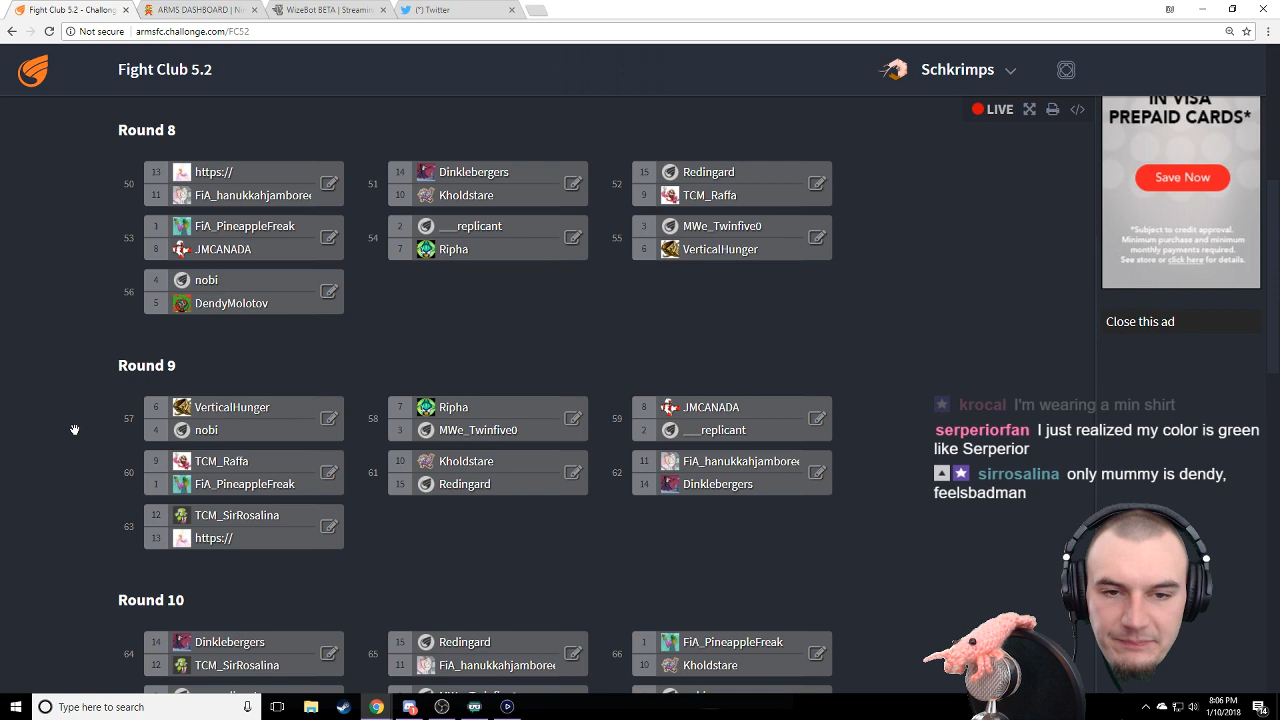 Fight Club 5.2 - Challong
ARMS DASHBOARD | Ni
WizeBot BETA | Streamin
(*) Twitter
Not secure | armsfc.challonge.com/FC52
Fight Club 5.2
Schkrimps
LIVE
IN VISA
PREPAID CARDS*
Save Now
*Subject to credit approval.
Minimum purchase and minimum
monthly payments required.
See store or click here for details.
Close this ad
Round 8
50
13 https://
11 FiA_hanukkahjamboree
51
14 Dinklebergers
10 Kholdstare
52
15 Redingard
9 TCM_Raffa
53
1 FiA_PineappleFreak
8 JMCANADA
54
2 ___replicant
7 Ripha
55
3 MWe_Twinfive0
6 VerticalHunger
56
4 nobi
5 DendyMolotov
Round 9
57
6 VerticalHunger
4 nobi
58
7 Ripha
3 MWe_Twinfive0
59
8 JMCANADA
2 ___replicant
60
9 TCM_Raffa
1 FiA_PineappleFreak
61
10 Kholdstare
15 Redingard
62
11 FiA_hanukkahjamboree
14 Dinklebergers
63
12 TCM_SirRosalina
13 https://
Round 10
64
14 Dinklebergers
12 TCM_SirRosalina
65
15 Redingard
11 FiA_hanukkahjamboree
66
1 FiA_PineappleFreak
10 Kholdstare
krocal I'm wearing a min shirt
serperiorfan I just realized my color is green
like Serperior
sirrosalina only mummy is dendy,
feelsbadman
Type here to search
8:06 PM
1/10/2018